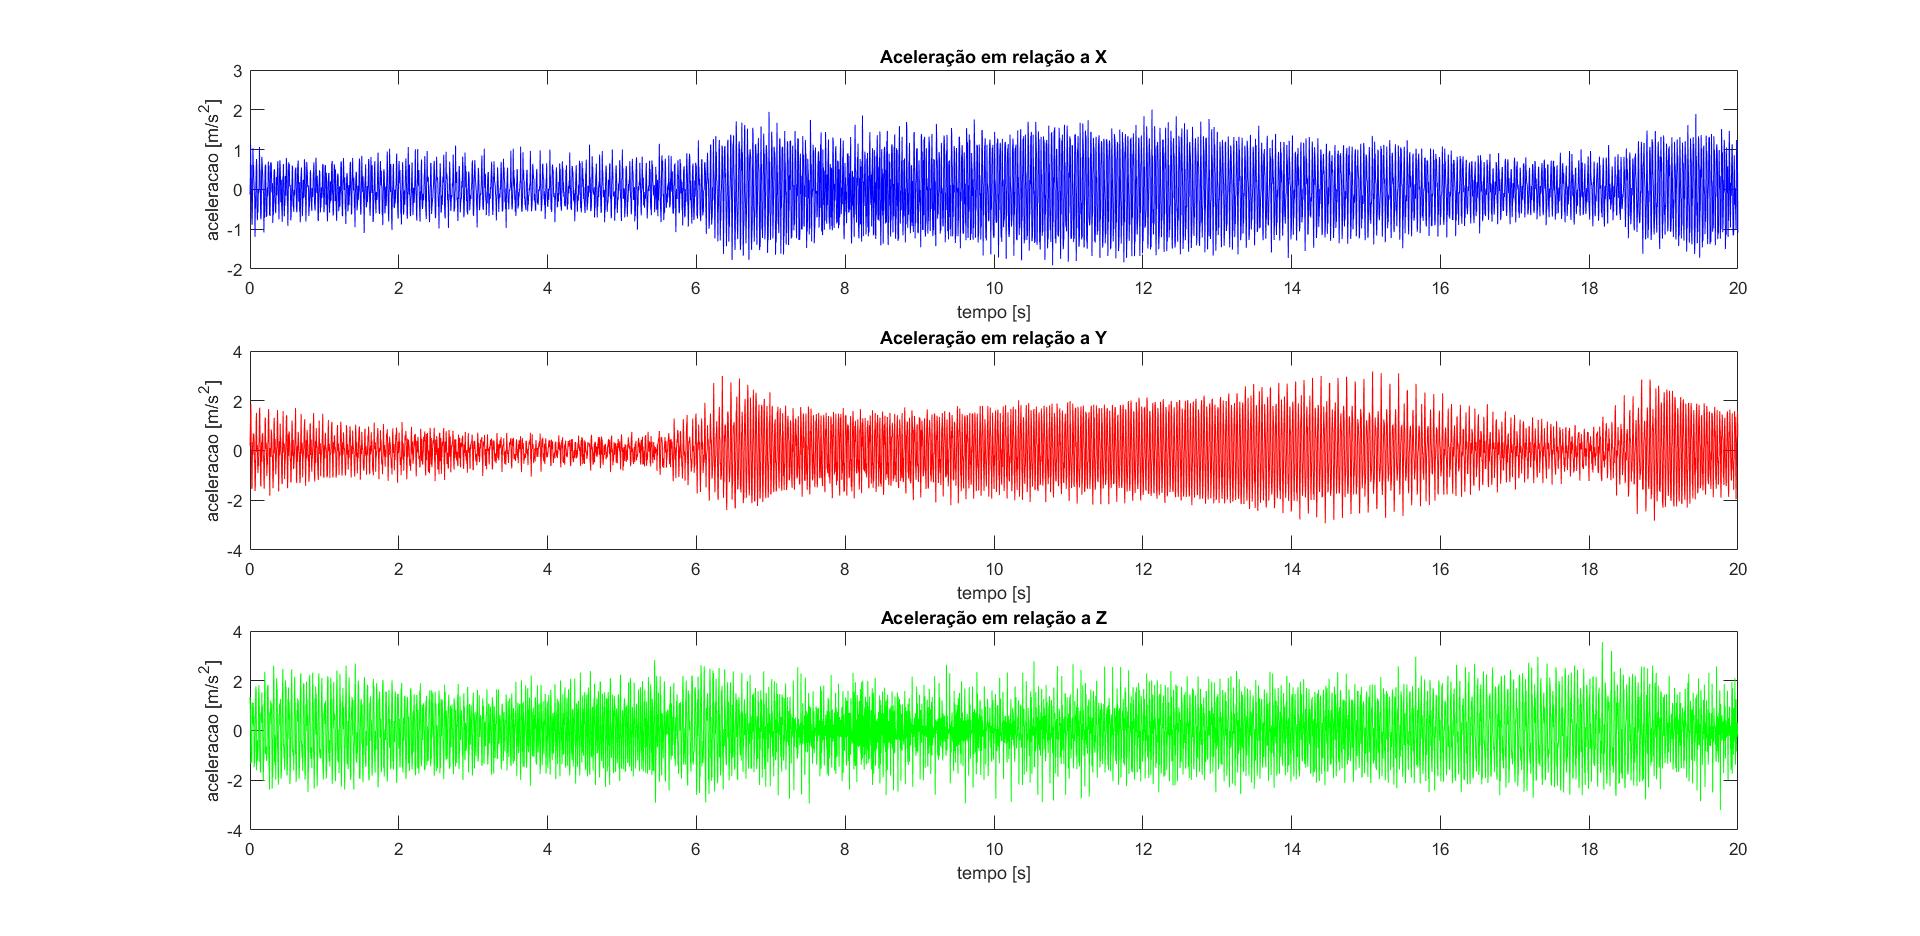 Aceleração em relação a X
3
2
1
0
-1
-2
aceleracao [m/s²]
0 2 4 6 8 10 12 14 16 18 20
tempo [s]
Aceleração em relação a Y
4
2
0
-2
-4
aceleracao [m/s²]
0 2 4 6 8 10 12 14 16 18 20
tempo [s]
Aceleração em relação a Z
4
2
0
-2
-4
aceleracao [m/s²]
0 2 4 6 8 10 12 14 16 18 20
tempo [s]